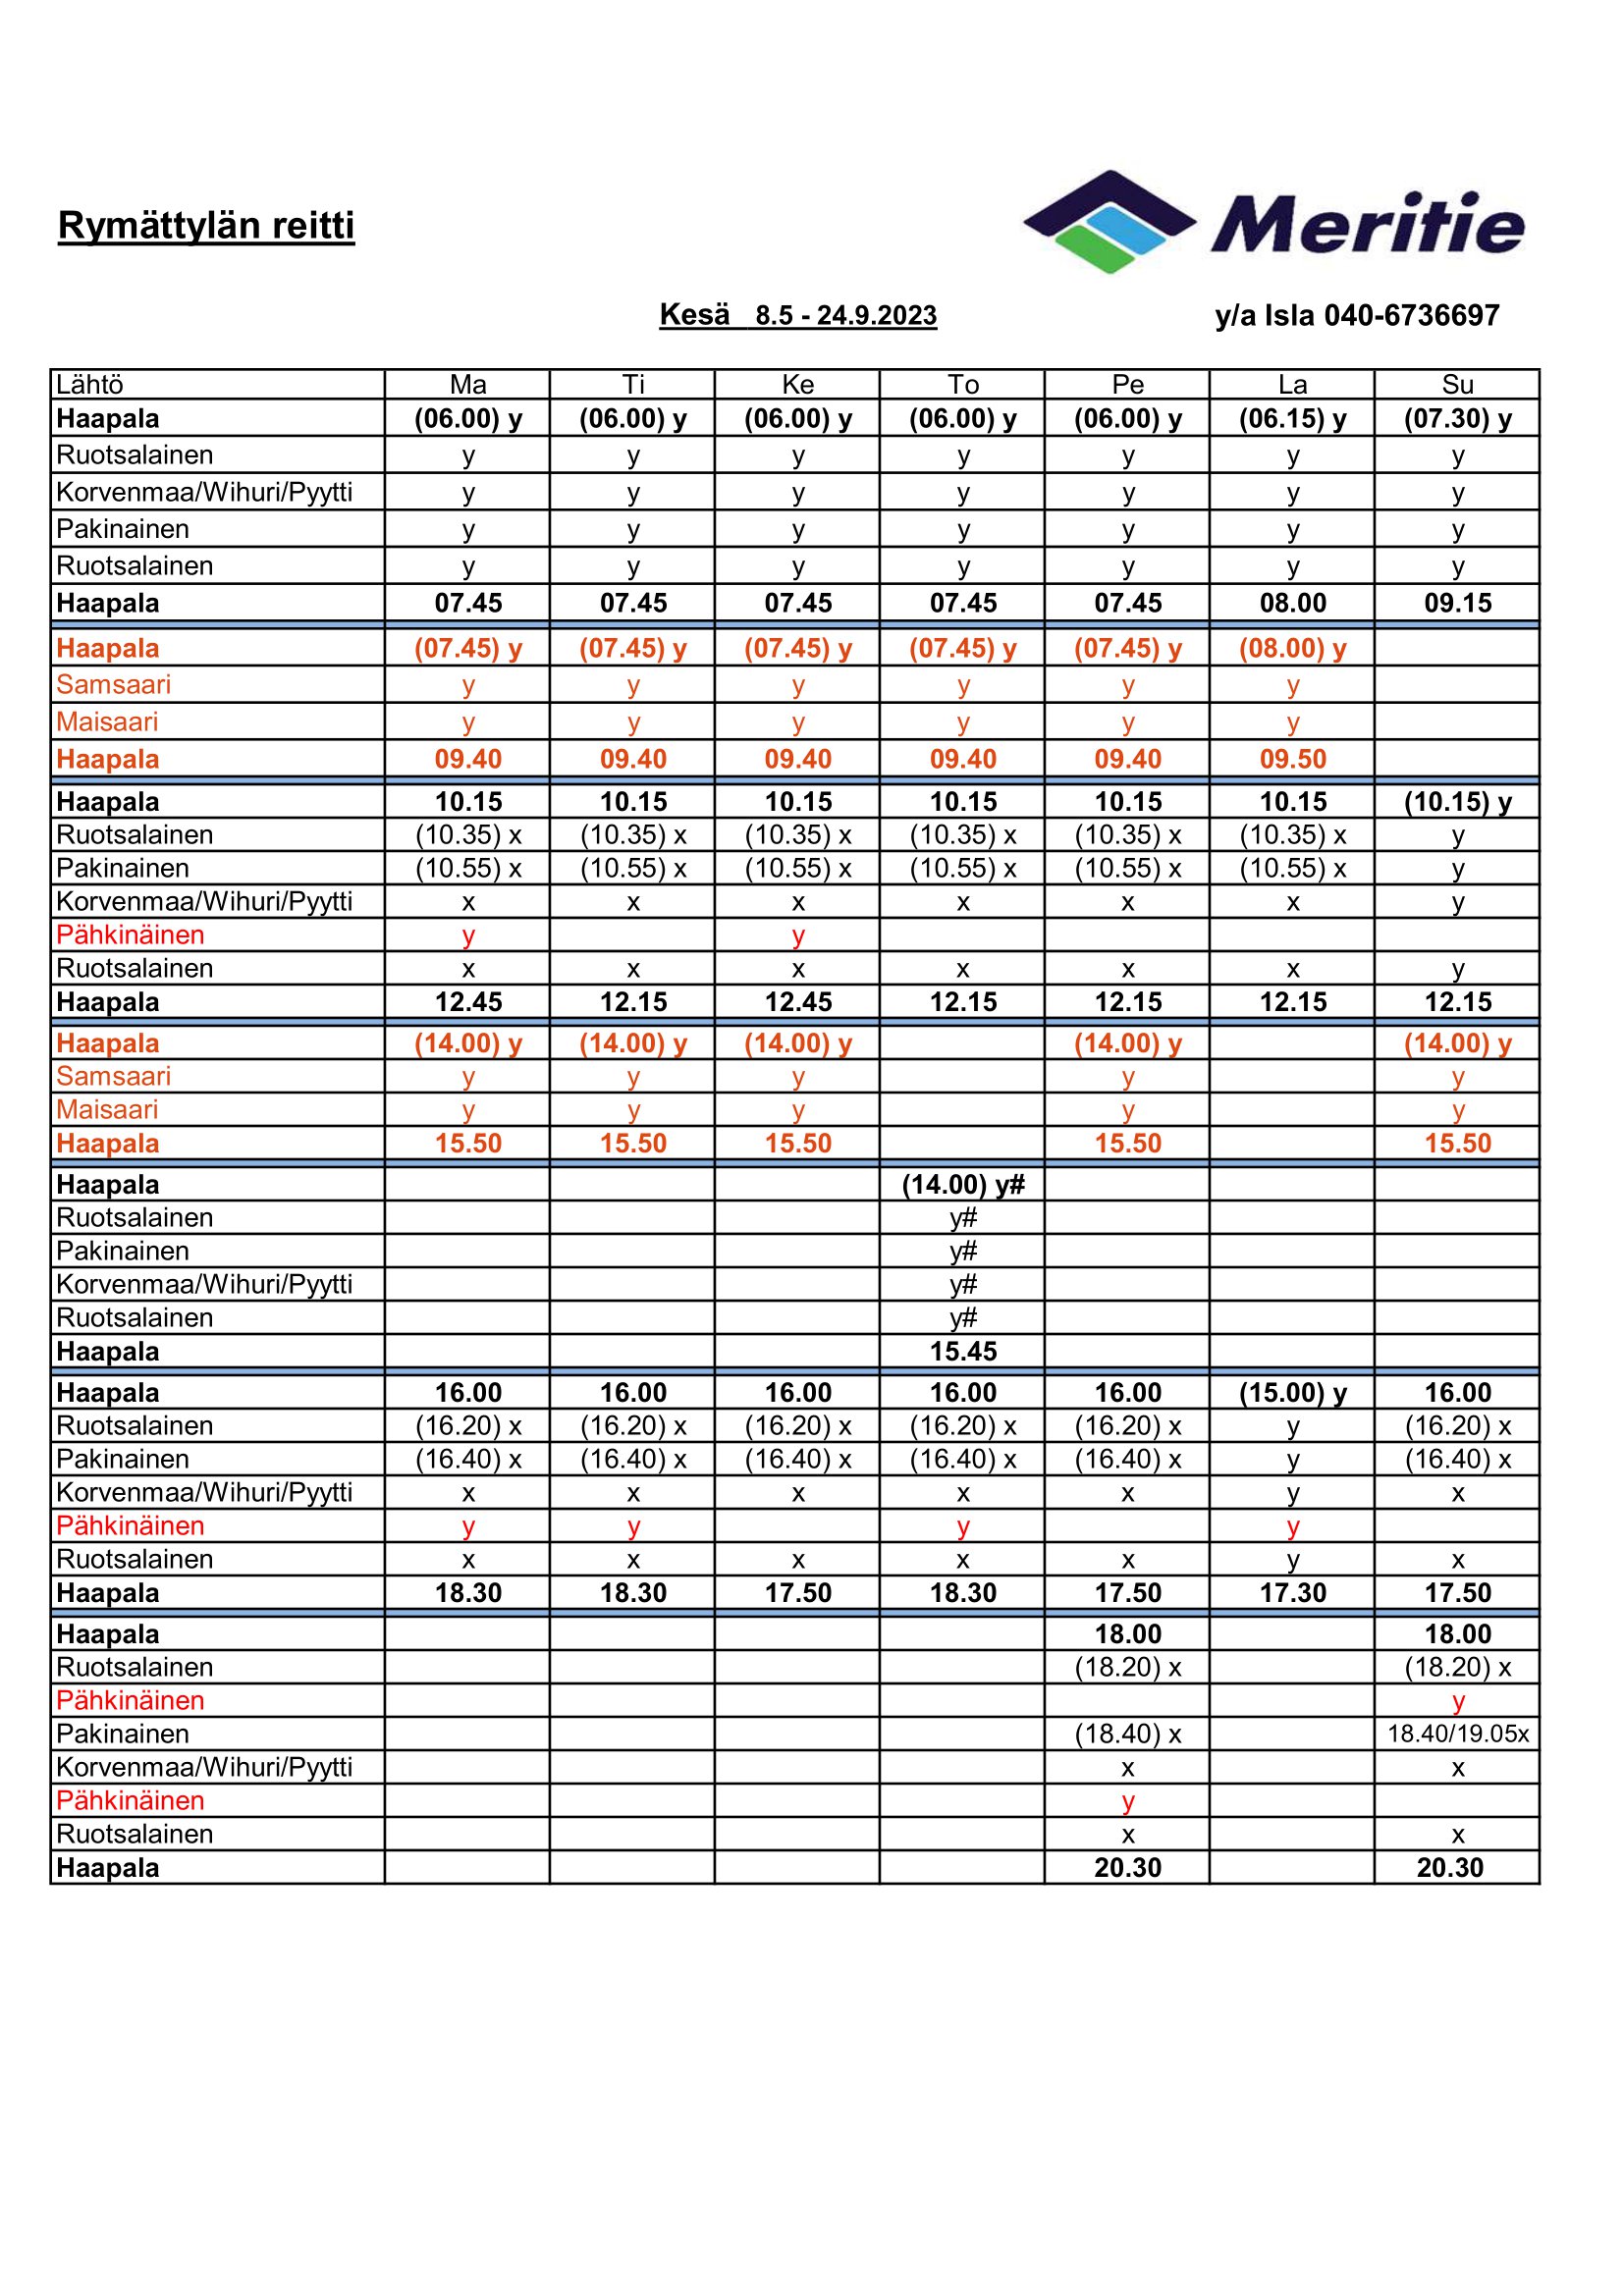 Rymättylän reitti
Meritie
Kesä 8.5 - 24.9.2023
y/a Isla 040-6736697
Lähtö Ma Ti Ke To Pe La Su
Haapala (06.00) y (06.00) y (06.00) y (06.00) y (06.00) y (06.15) y (07.30) y
Ruotsalainen y y y y y y y
Korvenmaa/Wihuri/Pyytti y y y y y y y
Pakinainen y y y y y y y
Ruotsalainen y y y y y y y
Haapala 07.45 07.45 07.45 07.45 07.45 08.00 09.15
Haapala (07.45) y (07.45) y (07.45) y (07.45) y (07.45) y (08.00) y
Samsaari y y y y y y
Maisaari y y y y y y
Haapala 09.40 09.40 09.40 09.40 09.40 09.50
Haapala 10.15 10.15 10.15 10.15 10.15 10.15 (10.15) y
Ruotsalainen (10.35) x (10.35) x (10.35) x (10.35) x (10.35) x (10.35) x y
Pakinainen (10.55) x (10.55) x (10.55) x (10.55) x (10.55) x (10.55) x y
Korvenmaa/Wihuri/Pyytti x x x x x x y
Pähkinäinen y y
Ruotsalainen x x x x x x y
Haapala 12.45 12.15 12.45 12.15 12.15 12.15 12.15
Haapala (14.00) y (14.00) y (14.00) y (14.00) y (14.00) y
Samsaari y y y y y
Maisaari y y y y y
Haapala 15.50 15.50 15.50 15.50 15.50
Haapala (14.00) y#
Ruotsalainen y#
Pakinainen y#
Korvenmaa/Wihuri/Pyytti y#
Ruotsalainen y#
Haapala 15.45
Haapala 16.00 16.00 16.00 16.00 16.00 (15.00) y 16.00
Ruotsalainen (16.20) x (16.20) x (16.20) x (16.20) x (16.20) x y (16.20) x
Pakinainen (16.40) x (16.40) x (16.40) x (16.40) x (16.40) x y (16.40) x
Korvenmaa/Wihuri/Pyytti x x x x x y x
Pähkinäinen y y y y
Ruotsalainen x x x x x y x
Haapala 18.30 18.30 17.50 18.30 17.50 17.30 17.50
Haapala 18.00 18.00
Ruotsalainen (18.20) x (18.20) x
Pähkinäinen y
Pakinainen (18.40) x 18.40/19.05x
Korvenmaa/Wihuri/Pyytti x x
Pähkinäinen y
Ruotsalainen x x
Haapala 20.30 20.30